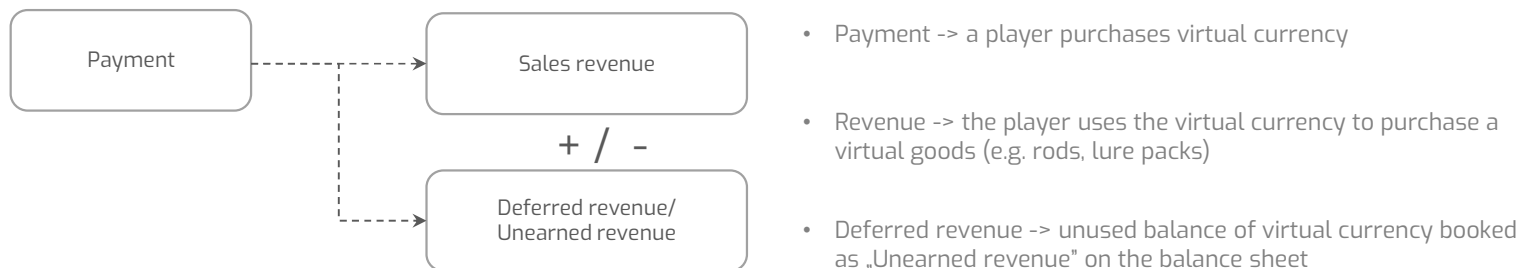 Payment
Sales revenue
+ / -
Deferred revenue/
Unearned revenue
• Payment -> a player purchases virtual currency
• Revenue -> the player uses the virtual currency to purchase a
virtual goods (e.g. rods, lure packs)
• Deferred revenue -> unused balance of virtual currency booked
as „Unearned revenue” on the balance sheet